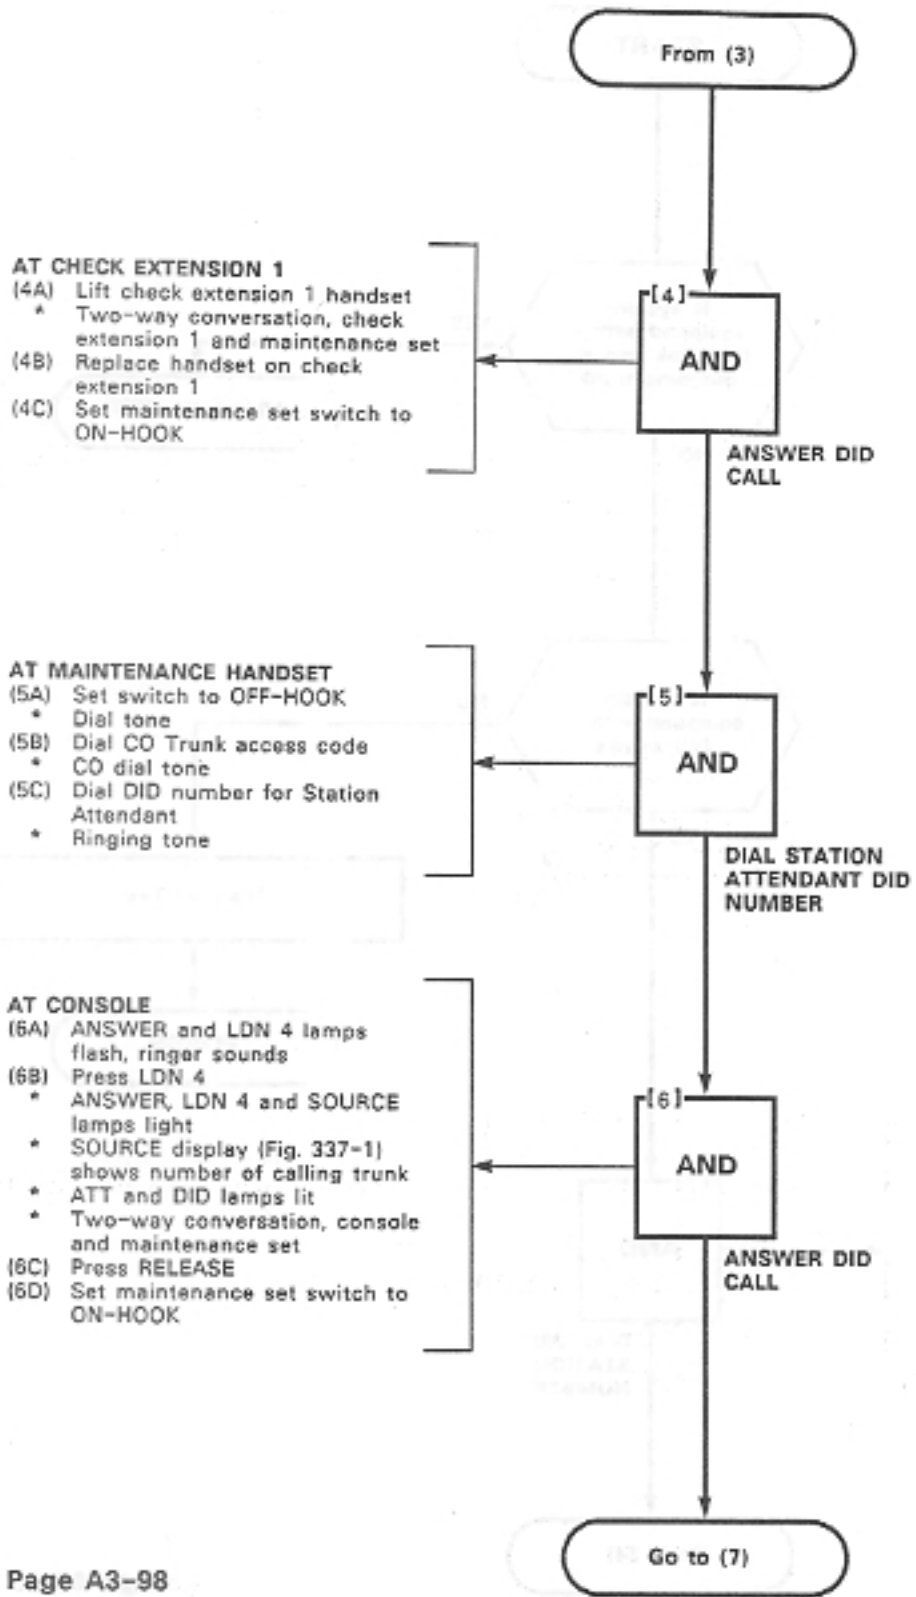 From (3)
AT CHECK EXTENSION 1
(4A) Lift check extension 1 handset
* Two-way conversation, check
extension 1 and maintenance set
(4B) Replace handset on check
extension 1
(4C) Set maintenance set switch to
ON-HOOK
[4]
AND
ANSWER DID
CALL
AT MAINTENANCE HANDSET
(5A) Set switch to OFF-HOOK
* Dial tone
(5B) Dial CO Trunk access code
* CO dial tone
(5C) Dial DID number for Station
Attendant
* Ringing tone
[5]
AND
DIAL STATION
ATTENDANT DID
NUMBER
AT CONSOLE
(6A) ANSWER and LDN 4 lamps
flash, ringer sounds
(6B) Press LDN 4
* ANSWER, LDN 4 and SOURCE
lamps light
* SOURCE display (Fig. 337-1)
shows number of calling trunk
* ATT and DID lamps lit
* Two-way conversation, console
and maintenance set
(6C) Press RELEASE
(6D) Set maintenance set switch to
ON-HOOK
[6]
AND
ANSWER DID
CALL
Go to (7)
Page A3-98